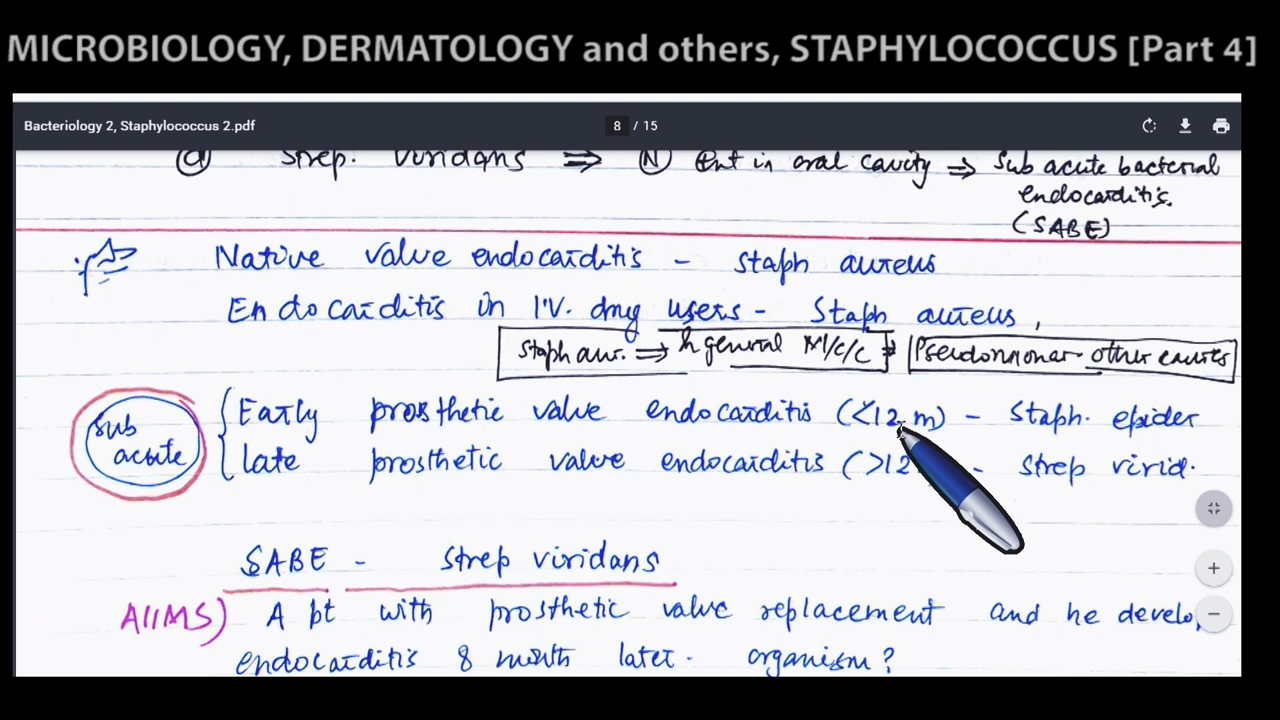 MICROBIOLOGY, DERMATOLOGY and others, STAPHYLOCOCCUS [Part 4]
Bacteriology 2, Staphylococcus 2.pdf 8 / 15
a Strep. viridans ⇒ (N) ent in oral cavity ⇒ Sub acute bacterial
endocarditis.
(SABE)
Native valve endocarditis - Staph aureus
Endocarditis in I.V. drug users - Staph aureus,
Staph aur. ⇒ In general M/C/C Pseudomonas other causes
Sub acute
Early prosthetic valve endocarditis (<12 m) - Staph. epider
late prosthetic valve endocarditis (>12 - Strep virid.
SABE - Strep viridans
AIIMS) A pt with prosthetic valve replacement and he develop
endocarditis 8 month later. organism?